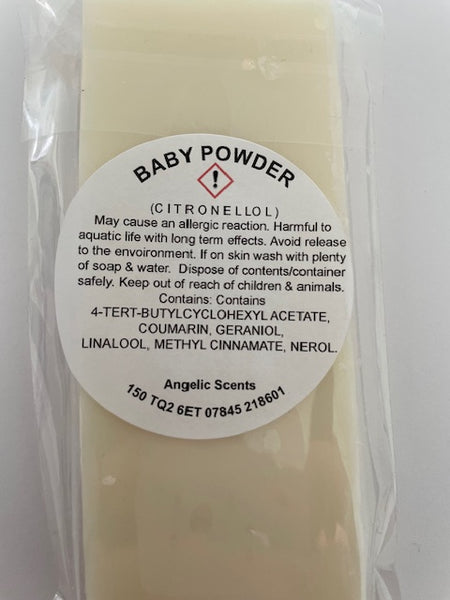 BABY POWDER
!
(CITRONELLOL)
May cause an allergic reaction. Harmful to
aquatic life with long term effects. Avoid release
to the envoironment. If on skin wash with plenty
of soap & water. Dispose of contents/container
safely. Keep out of reach of children & animals.
Contains: Contains
4-TERT-BUTYLCYCLOHEXYL ACETATE,
COUMARIN, GERANIOL,
LINALOOL, METHYL CINNAMATE, NEROL.
Angelic Scents
150 TQ2 6ET 07845 218601